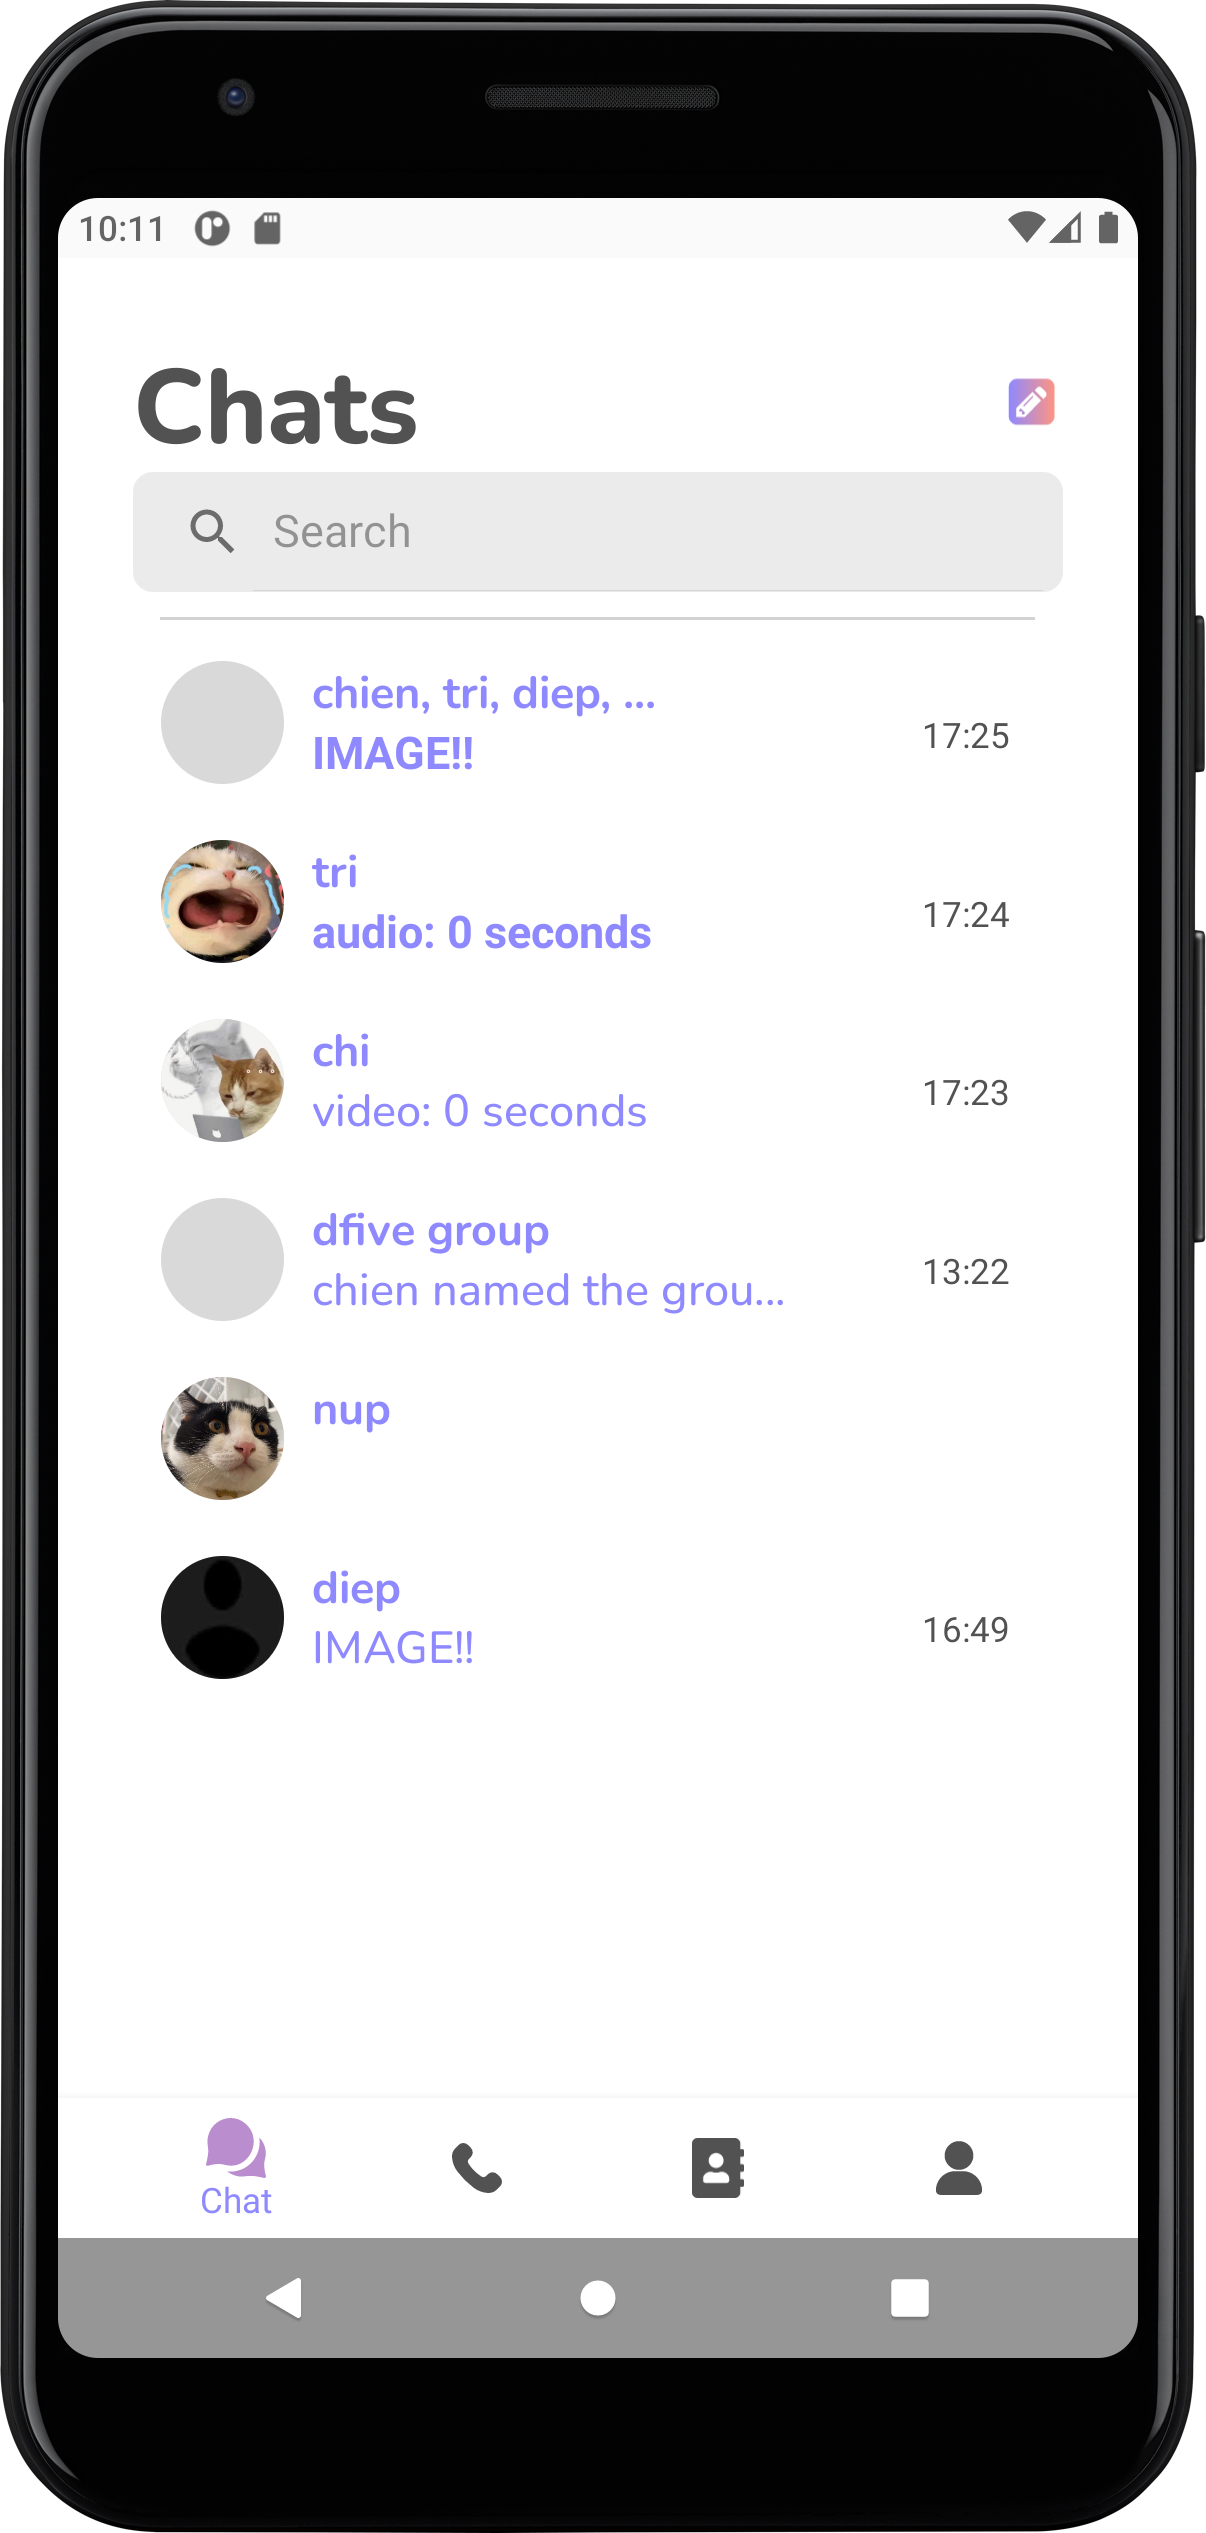 10:11
Chats
Search
chien, tri, diep, ...
IMAGE!!
17:25
tri
audio: 0 seconds
17:24
chi
video: 0 seconds
17:23
dfive group
chien named the grou...
13:22
nup
diep
IMAGE!!
16:49
Chat